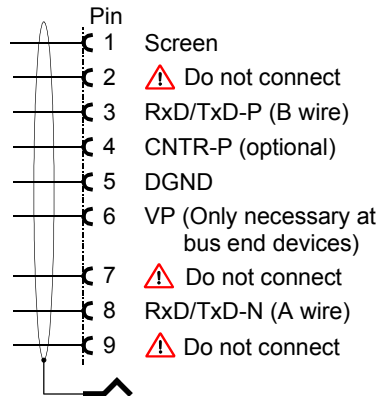 Pin
1 Screen
2 Do not connect
3 RxD/TxD-P (B wire)
4 CNTR-P (optional)
5 DGND
6 VP (Only necessary at
bus end devices)
7 Do not connect
8 RxD/TxD-N (A wire)
9 Do not connect